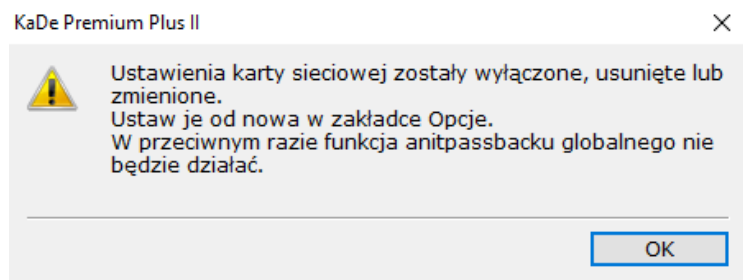 KaDe Premium Plus II
Ustawienia karty sieciowej zostały wyłączone, usunięte lub
zmienione.
Ustaw je od nowa w zakładce Opcje.
W przeciwnym razie funkcja anitpassbacku globalnego nie
będzie działać.
OK